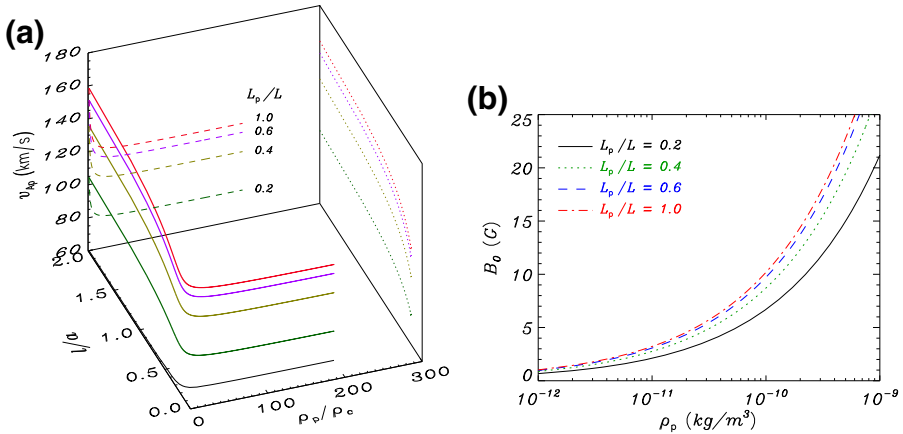 (a)
180
160
140
120
100
80
60
v_Ap (km/s)
L_p/L
1.0
0.6
0.4
0.2
2.0
1.5
1.0
0.5
0.0
l/a
0
100
200
300
ρ_p/ρ_c
(b)
25
20
15
10
5
0
B_0 (G)
L_p/L = 0.2
L_p/L = 0.4
L_p/L = 0.6
L_p/L = 1.0
10^-12
10^-11
10^-10
10^-9
ρ_p (kg/m^3)